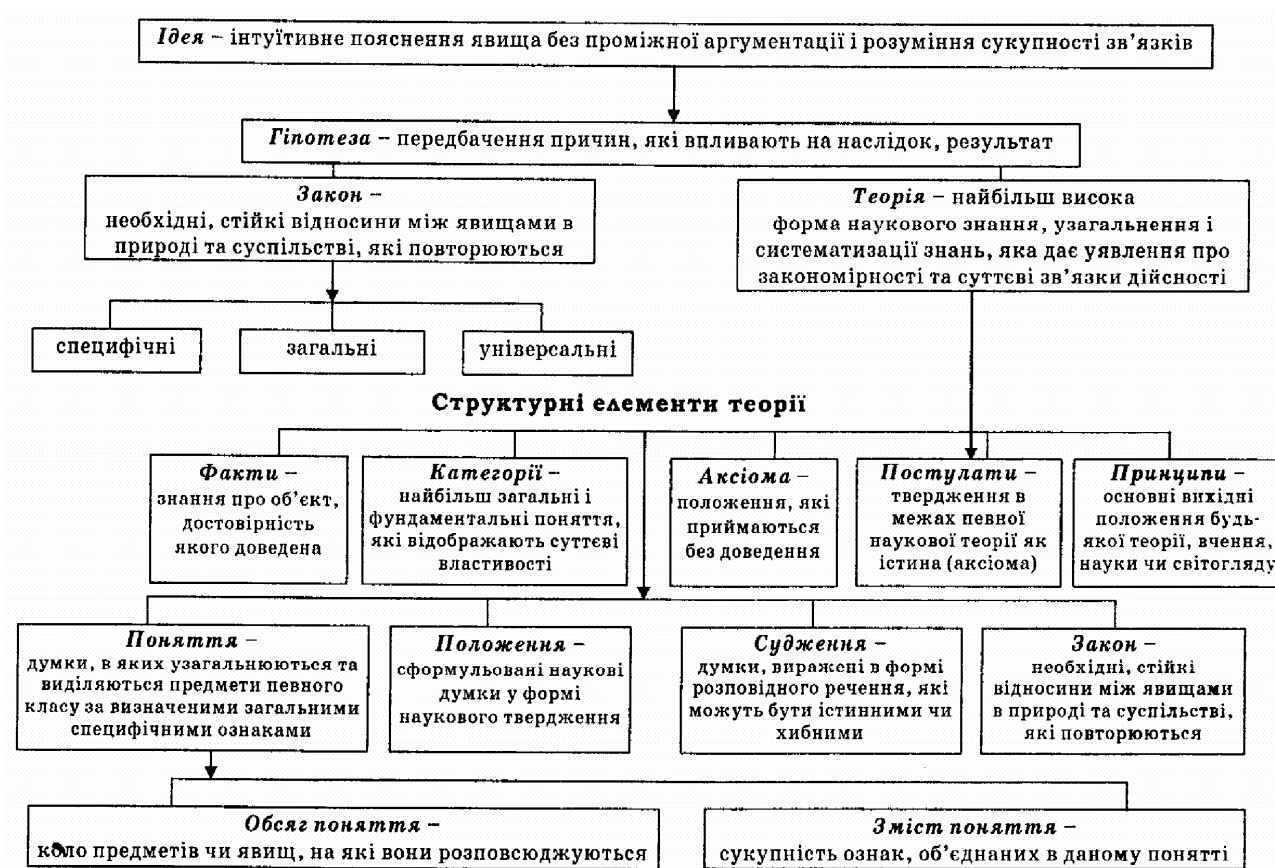 Ідея – інтуїтивне пояснення явища без проміжної аргументації і розуміння сукупності зв’язків
Гіпотеза – передбачення причин, які впливають на наслідок, результат
Закон –
необхідні, стійкі відносини між явищами в
природі та суспільстві, які повторюються
Теорія – найбільш висока
форма наукового знання, узагальнення і
систематизації знань, яка дає уявлення про
закономірності та суттєві зв’язки дійсності
специфічні
загальні
універсальні
Структурні елементи теорії
Факти –
знання про об’єкт,
достовірність
якого доведена
Категорії –
найбільш загальні і
фундаментальні поняття,
які відображають суттєві
властивості
Аксіома –
положення, які
приймаються
без доведення
Постулати –
твердження в
межах певної
наукової теорії як
істина (аксіома)
Принципи –
основні вихідні
положення будь-
якої теорії, вчення,
науки чи світогляду
Поняття –
думки, в яких узагальнюються та
виділяються предмети певного
класу за визначеними загальними
специфічними ознаками
Положення –
сформульовані наукові
думки у формі
наукового твердження
Судження –
думки, виражені в формі
розповідного речення, які
можуть бути істинними чи
хибними
Закон –
необхідні, стійкі
відносини між явищами
в природі та суспільстві,
які повторюються
Обсяг поняття –
коло предметів чи явищ, на які вони розповсюджуються
Зміст поняття –
сукупність ознак, об’єднаних в даному понятті